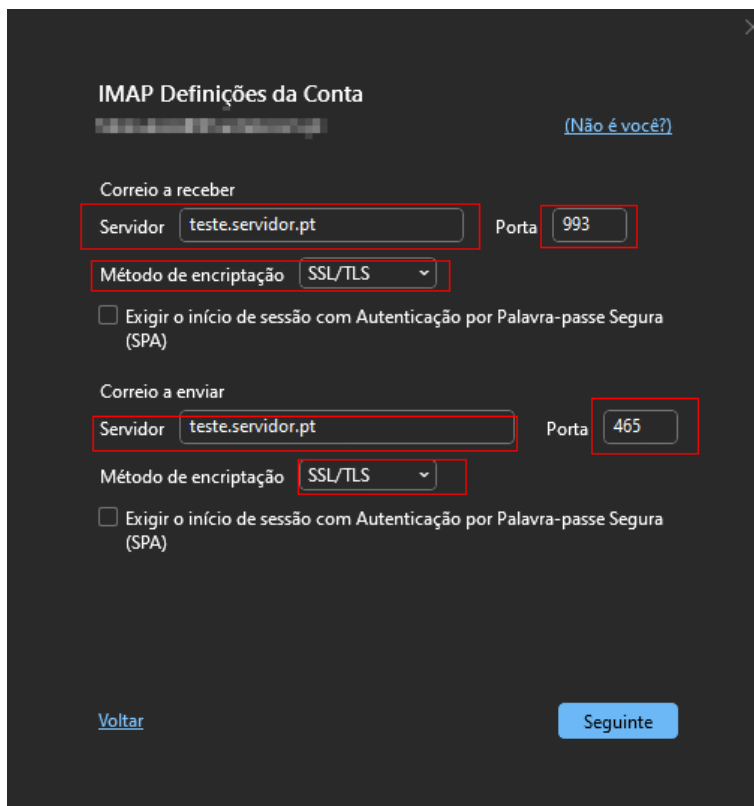 IMAP Definições da Conta
(Não é você?)
Correio a receber
Servidor teste.servidor.pt Porta 993
Método de encriptação SSL/TLS
Exigir o início de sessão com Autenticação por Palavra-passe Segura
(SPA)
Correio a enviar
Servidor teste.servidor.pt Porta 465
Método de encriptação SSL/TLS
Exigir o início de sessão com Autenticação por Palavra-passe Segura
(SPA)
Voltar Seguinte